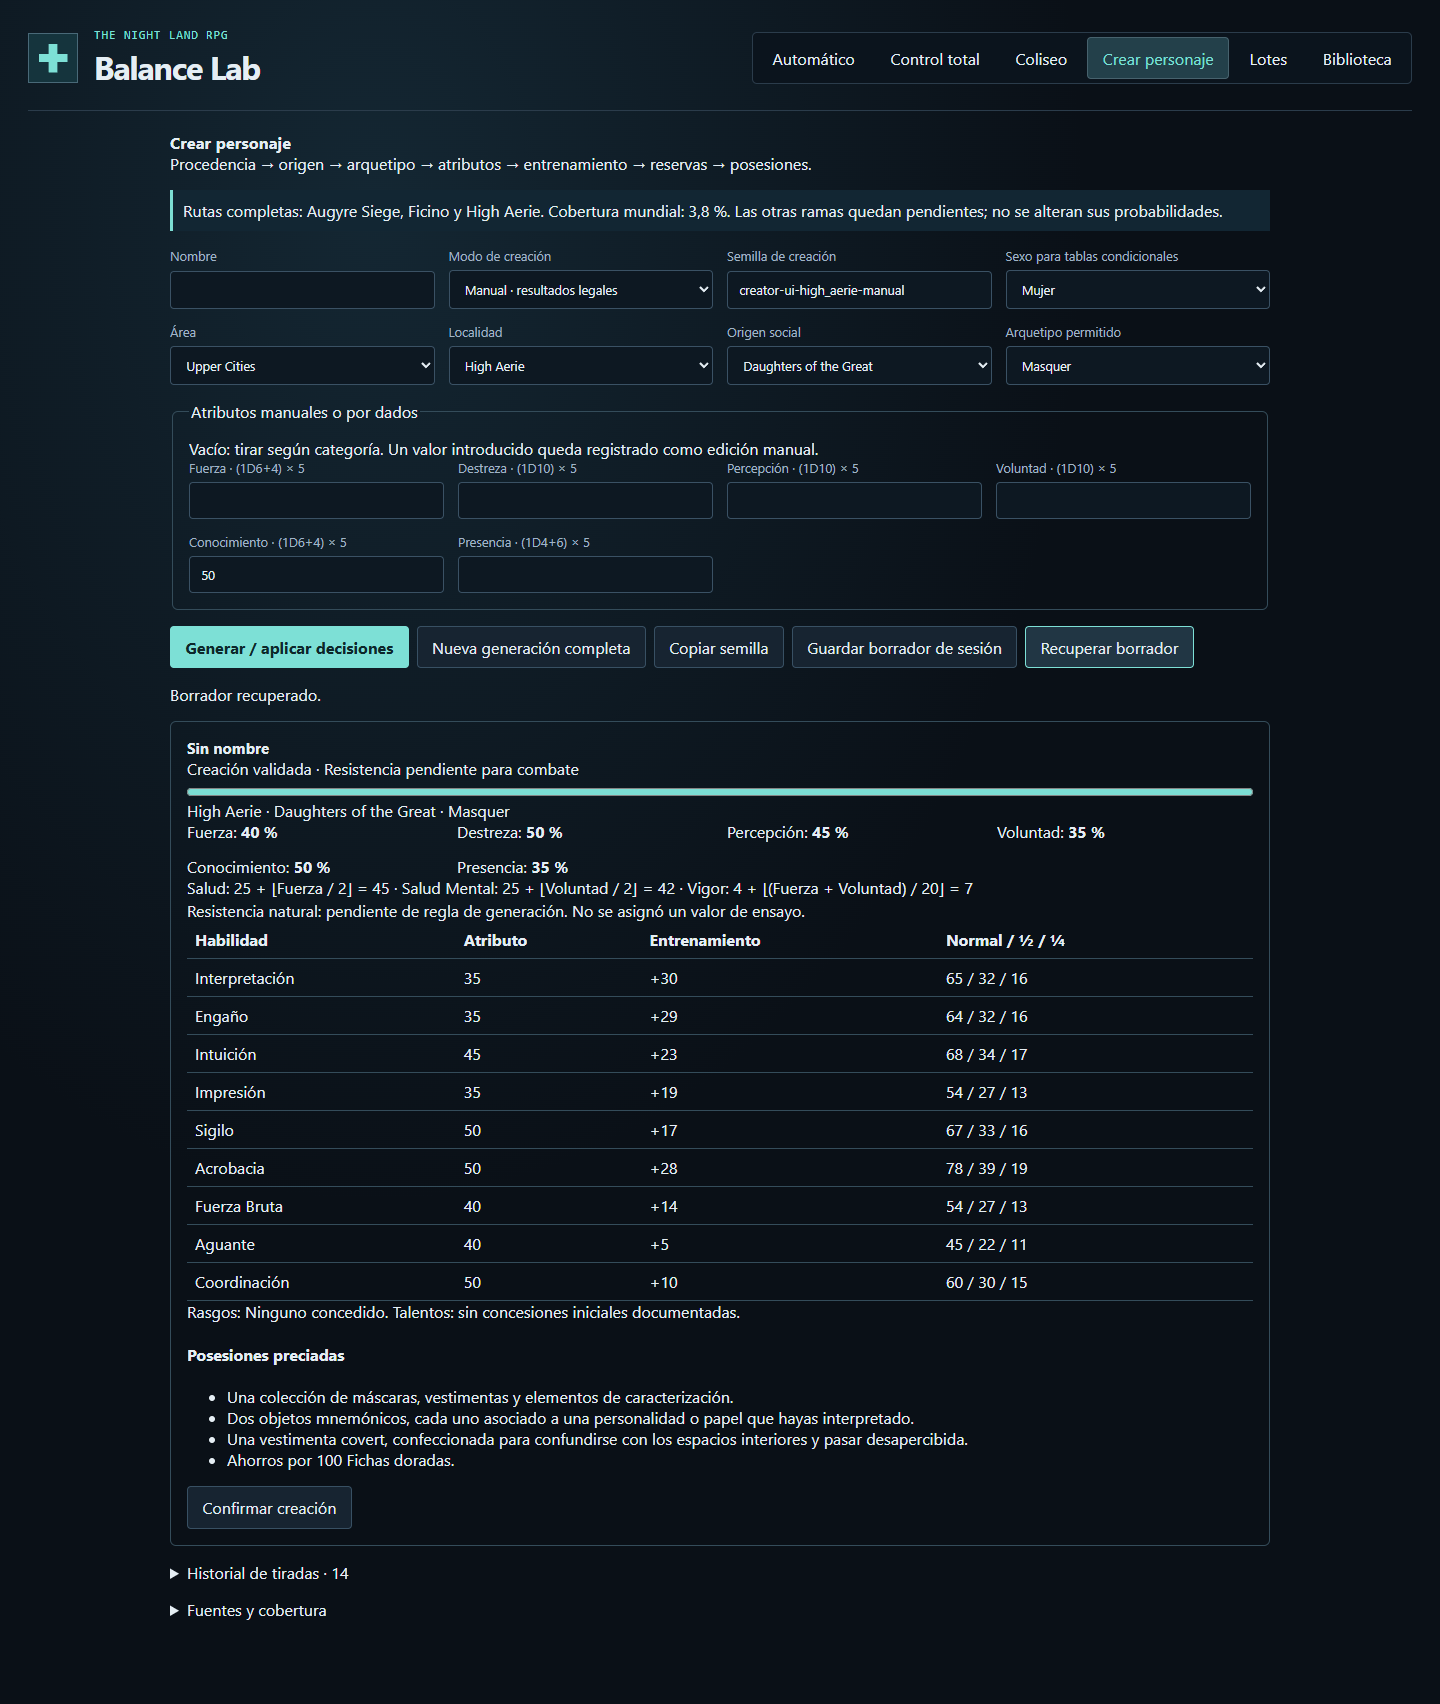 THE NIGHT LAND RPG
Balance Lab
Automático
Control total
Coliseo
Crear personaje
Lotes
Biblioteca
Crear personaje
Procedencia → origen → arquetipo → atributos → entrenamiento → reservas → posesiones.
Rutas completas: Augyre Siege, Ficino y High Aerie. Cobertura mundial: 3,8 %. Las otras ramas quedan pendientes; no se alteran sus probabilidades.
Nombre
Modo de creación
Semilla de creación
Sexo para tablas condicionales
Manual · resultados legales
creator-ui-high_aerie-manual
Mujer
Área
Localidad
Origen social
Arquetipo permitido
Upper Cities
High Aerie
Daughters of the Great
Masquer
Atributos manuales o por dados
Vacío: tirar según categoría. Un valor introducido queda registrado como edición manual.
Fuerza · (1D6+4) × 5
Destreza · (1D10) × 5
Percepción · (1D10) × 5
Voluntad · (1D10) × 5
Conocimiento · (1D6+4) × 5
Presencia · (1D4+6) × 5
50
Generar / aplicar decisiones
Nueva generación completa
Copiar semilla
Guardar borrador de sesión
Recuperar borrador
Borrador recuperado.
Sin nombre
Creación validada · Resistencia pendiente para combate
High Aerie · Daughters of the Great · Masquer
Fuerza: 40 %
Destreza: 50 %
Percepción: 45 %
Voluntad: 35 %
Conocimiento: 50 %
Presencia: 35 %
Salud: 25 + ⌊Fuerza / 2⌋ = 45 · Salud Mental: 25 + ⌊Voluntad / 2⌋ = 42 · Vigor: 4 + ⌊(Fuerza + Voluntad) / 20⌋ = 7
Resistencia natural: pendiente de regla de generación. No se asignó un valor de ensayo.
Habilidad Atributo Entrenamiento Normal / ½ / ¼
Interpretación 35 +30 65 / 32 / 16
Engaño 35 +29 64 / 32 / 16
Intuición 45 +23 68 / 34 / 17
Impresión 35 +19 54 / 27 / 13
Sigilo 50 +17 67 / 33 / 16
Acrobacia 50 +28 78 / 39 / 19
Fuerza Bruta 40 +14 54 / 27 / 13
Aguante 40 +5 45 / 22 / 11
Coordinación 50 +10 60 / 30 / 15
Rasgos: Ninguno concedido. Talentos: sin concesiones iniciales documentadas.
Posesiones preciadas
• Una colección de máscaras, vestimentas y elementos de caracterización.
• Dos objetos mnemónicos, cada uno asociado a una personalidad o papel que hayas interpretado.
• Una vestimenta covert, confeccionada para confundirse con los espacios interiores y pasar desapercibida.
• Ahorros por 100 Fichas doradas.
Confirmar creación
Historial de tiradas · 14
Fuentes y cobertura